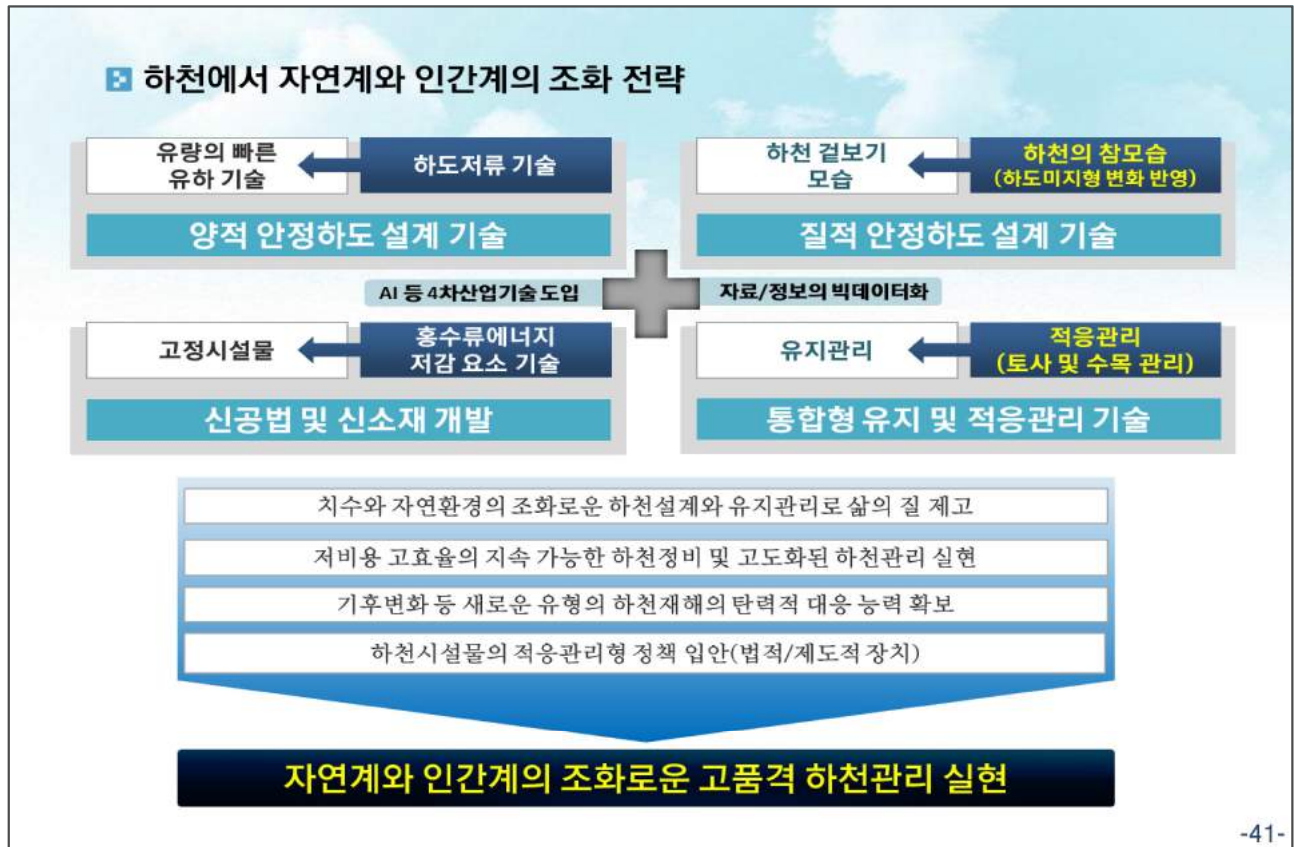 하천에서 자연계와 인간계의 조화 전략
유량의 빠른
유하 기술
하도저류 기술
양적 안정하도 설계 기술
하천 겉보기
모습
하천의 참모습
(하도미지형 변화 반영)
질적 안정하도 설계 기술
AI 등 4차산업기술 도입
자료/정보의 빅데이터화
고정시설물
홍수류에너지
저감 요소 기술
신공법 및 신소재 개발
유지관리
적응관리
(토사 및 수목 관리)
통합형 유지 및 적응관리 기술
치수와 자연환경의 조화로운 하천설계와 유지관리로 삶의 질 제고
저비용 고효율의 지속 가능한 하천정비 및 고도화된 하천관리 실현
기후변화 등 새로운 유형의 하천재해의 탄력적 대응 능력 확보
하천시설물의 적응관리형 정책 입안(법적/제도적 장치)
자연계와 인간계의 조화로운 고품격 하천관리 실현
-41-